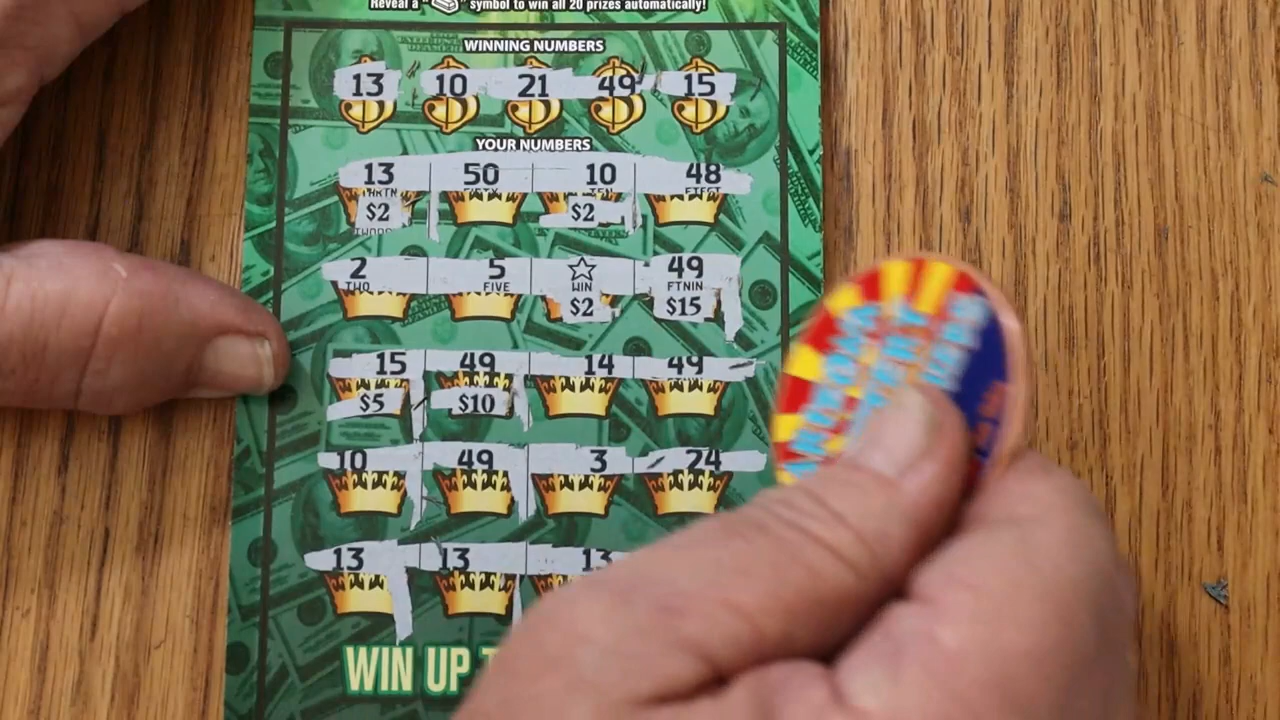 Reveal a " " symbol to win all 20 prizes automatically!
WINNING NUMBERS
13 10 21 49 15
YOUR NUMBERS
13 50 10 48
$2 $2
2 5 49
TWO FIVE WIN FTNIN
$2 $15
15 49 14 49
$5 $10
10 49 3 24
13 13 13
WIN UP